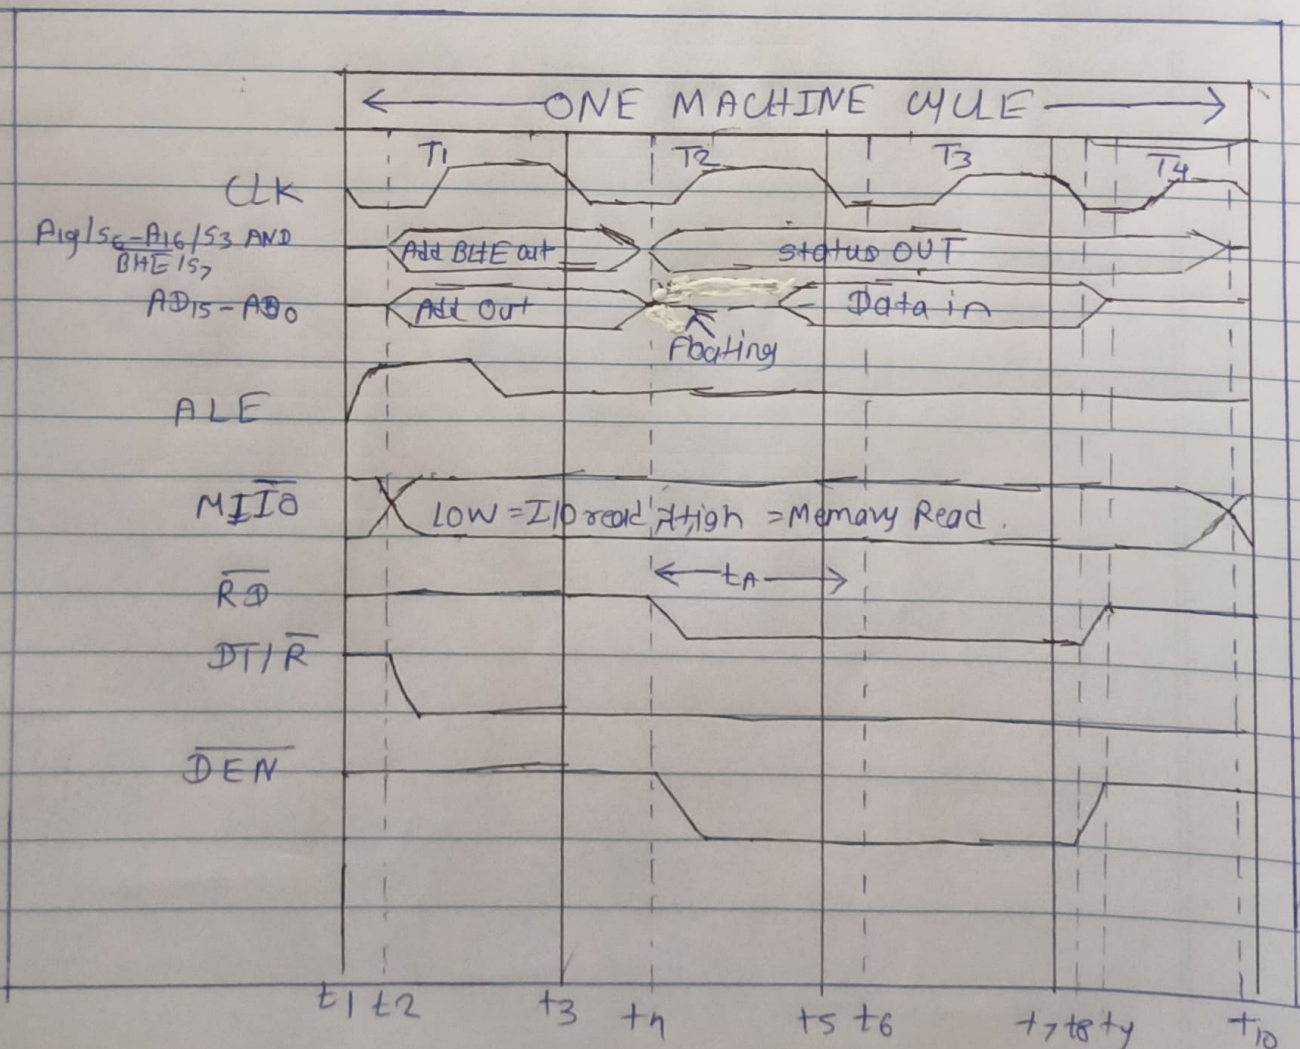 ONE MACHINE CYCLE
T1 T2 T3 T4
CLK
A19/S6-A16/S3 AND
BHE/S7
Add BHE out status OUT
AD15-AD0 Add Out Data in
Floating
ALE
M/IO LOW = I/O read High = Memory Read.
tA
RD
DT/R
DEN
t1 t2 t3 t4 t5 t6 t7 t8 t9 t10